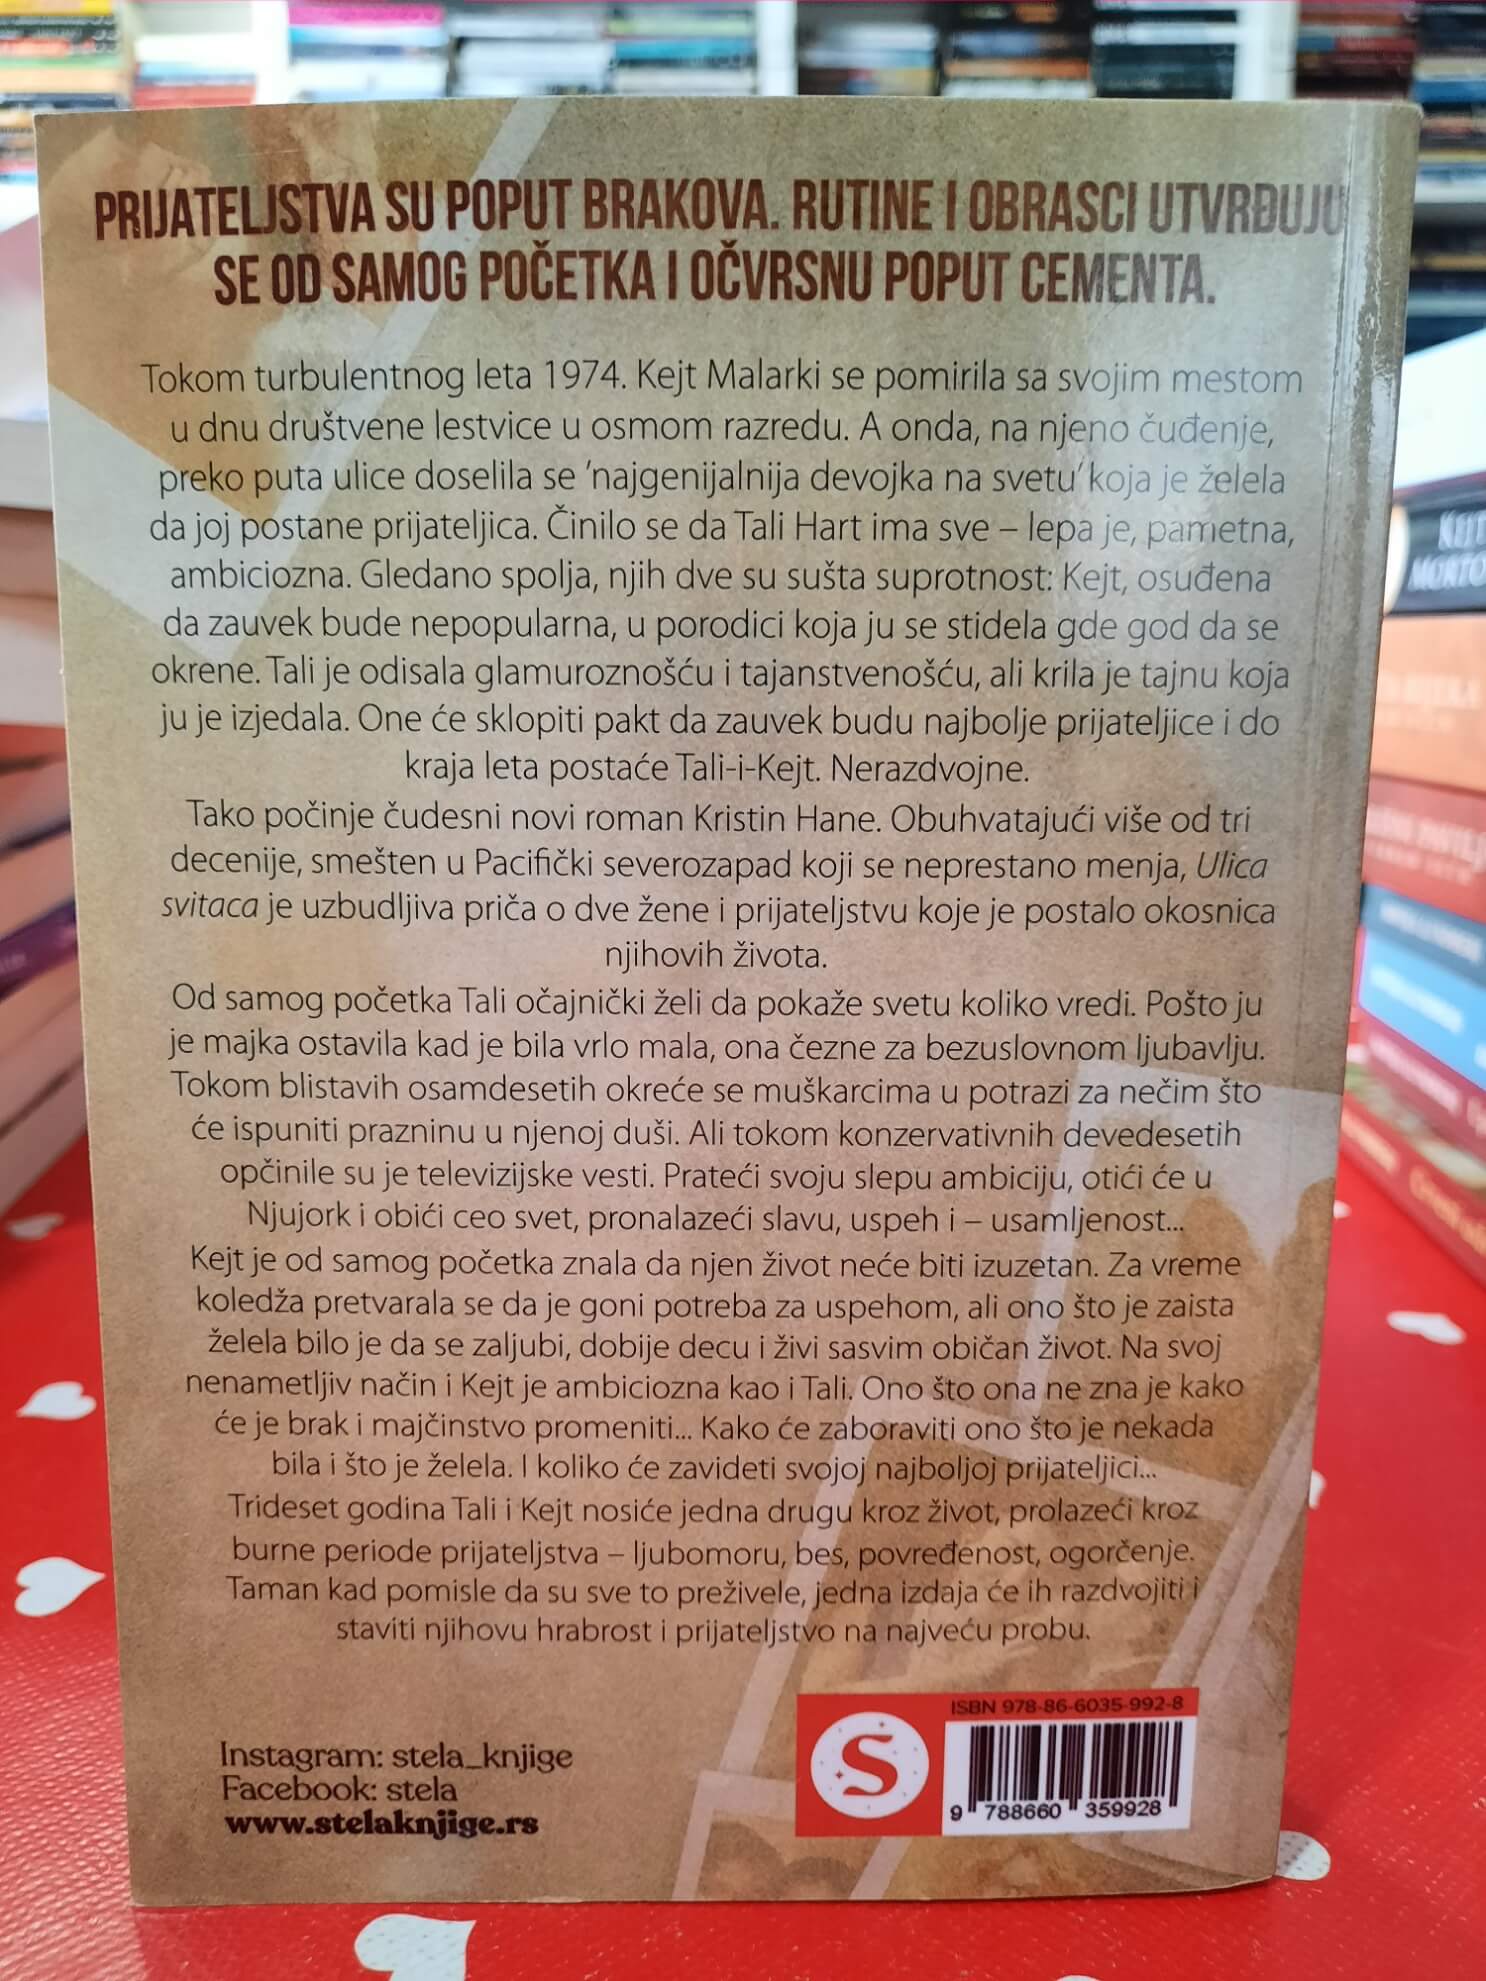 PRIJATELJSTVA SU POPUT BRAKOVA. RUTINE I OBRASCI UTVRĐUJU
SE OD SAMOG POČETKA I OČVRSNU POPUT CEMENTA.
Tokom turbulentnog leta 1974. Kejt Malarki se pomirila sa svojim mestom
u dnu društvene lestvice u osmom razredu. A onda, na njeno čuđenje,
preko puta ulice doselila se 'najgenijalnija devojka na svetu' koja je želela
da joj postane prijateljica. Činilo se da Tali Hart ima sve – lepa je, pametna,
ambiciozna. Gledano spolja, njih dve su sušta suprotnost: Kejt, osuđena
da zauvek bude nepopularna, u porodici koja ju se stidela gde god da se
okrene. Tali je odisala glamuroznošću i tajanstvenošću, ali krila je tajnu koja
ju je izjedala. One će sklopiti pakt da zauvek budu najbolje prijateljice i do
kraja leta postaće Tali-i-Kejt. Nerazdvojne.
Tako počinje čudesni novi roman Kristin Hane. Obuhvatajući više od tri
decenije, smešten u Pacifički severozapad koji se neprestano menja, Ulica
svitaca je uzbudljiva priča o dve žene i prijateljstvu koje je postalo okosnica
njihovih života.
Od samog početka Tali očajnički želi da pokaže svetu koliko vredi. Pošto ju
je majka ostavila kad je bila vrlo mala, ona čezne za bezuslovnom ljubavlju.
Tokom blistavih osamdesetih okreće se muškarcima u potrazi za nečim što
će ispuniti prazninu u njenoj duši. Ali tokom konzervativnih devedesetih
opčinile su je televizijske vesti. Prateći svoju slepu ambiciju, otići će u
Njujork i obići ceo svet, pronalazeći slavu, uspeh i – usamljenost...
Kejt je od samog početka znala da njen život neće biti izuzetan. Za vreme
koledža pretvarala se da je goni potreba za uspehom, ali ono što je zaista
želela bilo je da se zaljubi, dobije decu i živi sasvim običan život. Na svoj
nenametljiv način i Kejt je ambiciozna kao i Tali. Ono što ona ne zna je kako
će je brak i majčinstvo promeniti... Kako će zaboraviti ono što je nekada
bila i što je želela. I koliko će zavideti svojoj najboljoj prijateljici...
Trideset godina Tali i Kejt nosiće jedna drugu kroz život, prolazeći kroz
burne periode prijateljstva – ljubomoru, bes, povređenost, ogorčenje.
Taman kad pomisle da su sve to preživele, jedna izdaja će ih razdvojiti i
staviti njihovu hrabrost i prijateljstvo na najveću probu.
Instagram: stela_knjige
Facebook: stela
www.stelaknjige.rs
S
ISBN 978-86-6035-992-8
9 788660 359928
KEJT
MORTO